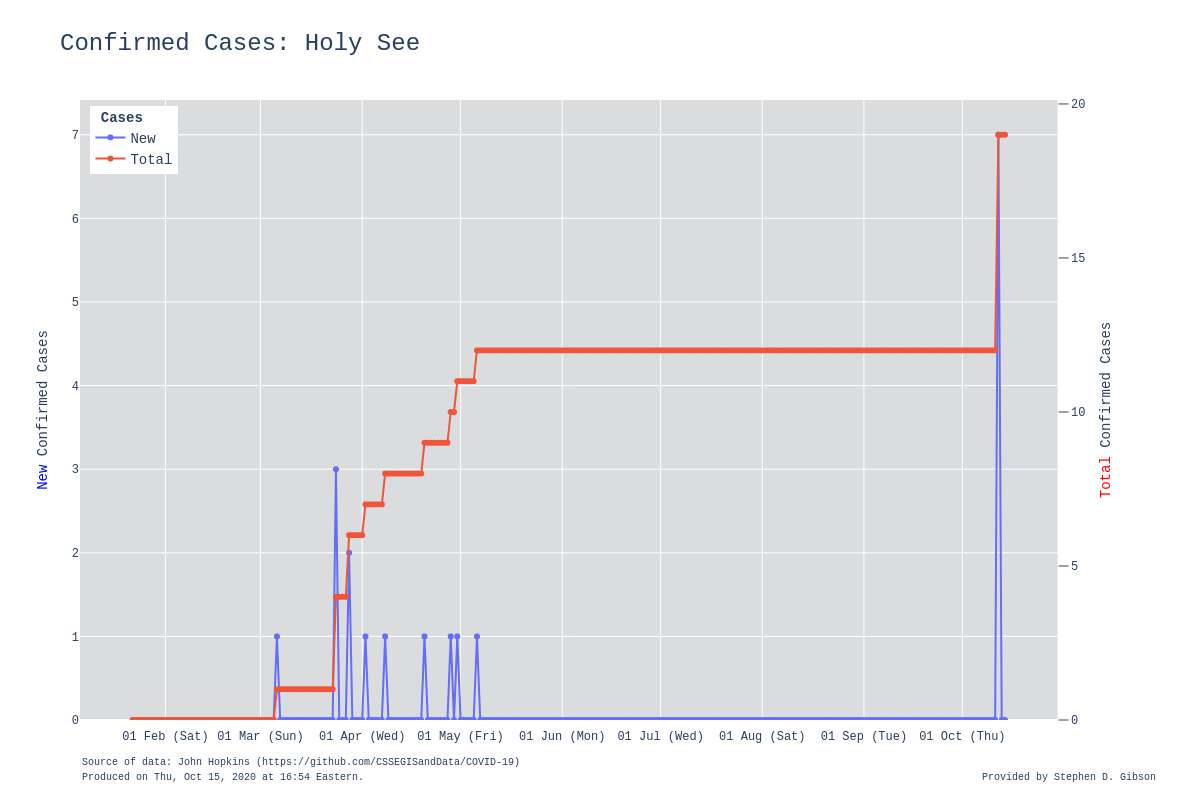 Confirmed Cases: Holy See
Cases
New
Total
7
6
5
4
3
2
1
0
New Confirmed Cases
20
15
10
5
0
Total Confirmed Cases
01 Feb (Sat) 01 Mar (Sun) 01 Apr (Wed) 01 May (Fri) 01 Jun (Mon) 01 Jul (Wed) 01 Aug (Sat) 01 Sep (Tue) 01 Oct (Thu)
Source of data: John Hopkins (https://github.com/CSSEGISandData/COVID-19)
Produced on Thu, Oct 15, 2020 at 16:54 Eastern.
Provided by Stephen D. Gibson